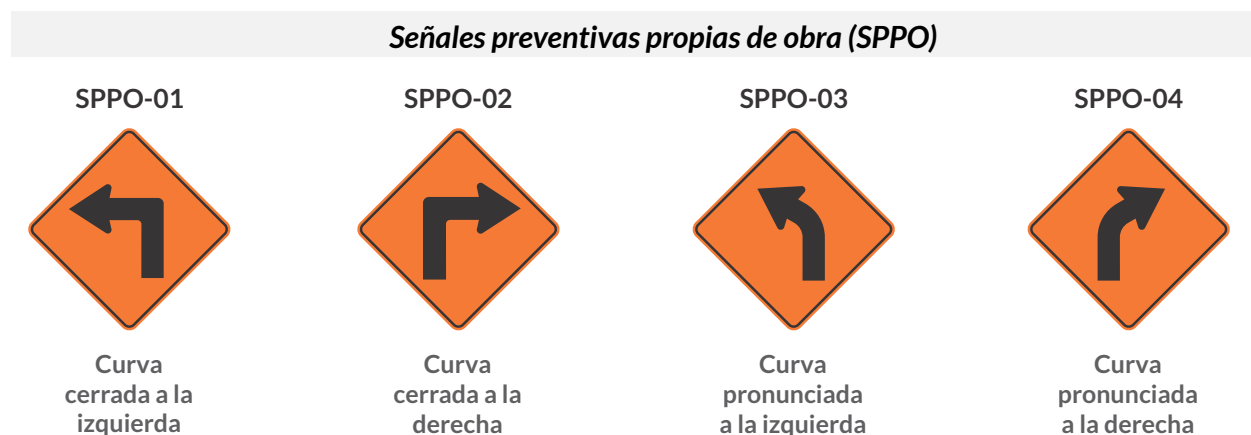 Señales preventivas propias de obra (SPPO)
SPPO-01
SPPO-02
SPPO-03
SPPO-04
Curva
cerrada a la
izquierda
Curva
cerrada a la
derecha
Curva
pronunciada
a la izquierda
Curva
pronunciada
a la derecha